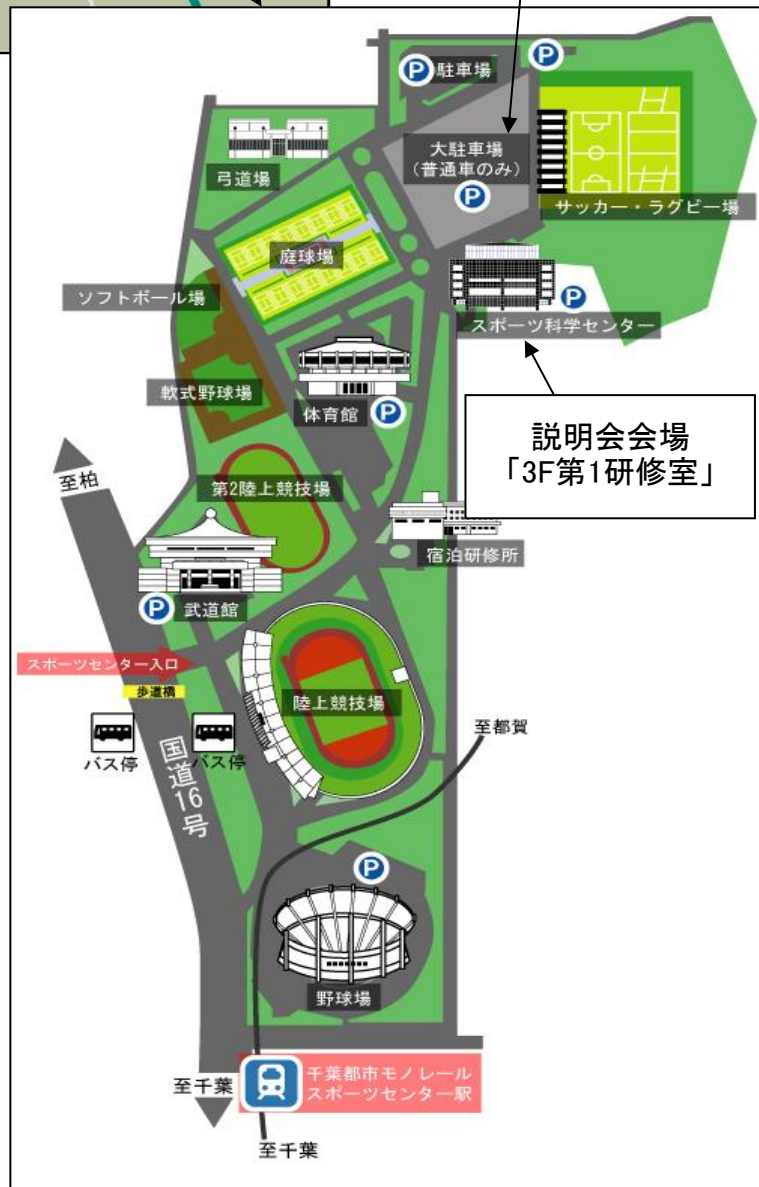 P
P 駐車場
大駐車場
(普通車のみ)
P
弓道場
サッカー・ラグビー場
庭球場
ソフトボール場
P
スポーツ科学センター
軟式野球場
体育館
P
説明会会場
「3F第1研修室」
至柏
第2陸上競技場
宿泊研修所
P 武道館
スポーツセンター入口
歩道橋
陸上競技場
至都賀
バス停
バス停
国道16号
P
野球場
千葉都市モノレール
スポーツセンター駅
至千葉
至千葉